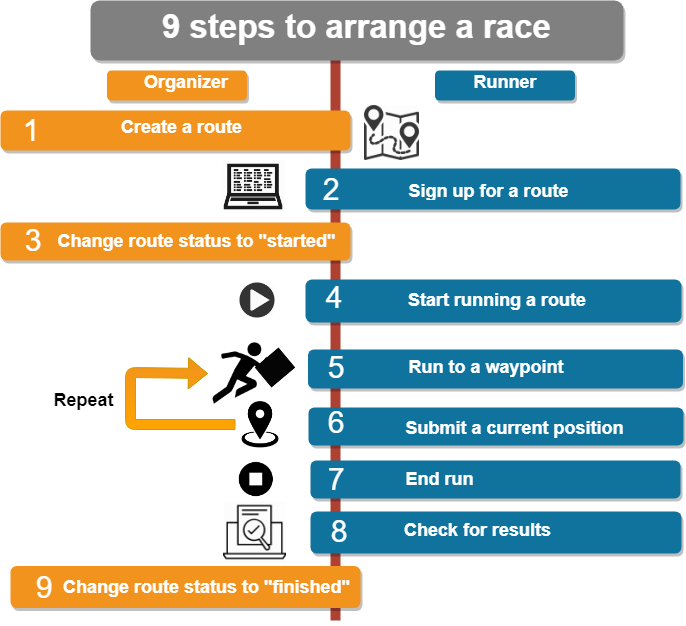 9 steps to arrange a race
Organizer
Runner
1 Create a route
2 Sign up for a route
3 Change route status to "started"
4 Start running a route
5 Run to a waypoint
Repeat
6 Submit a current position
7 End run
8 Check for results
9 Change route status to "finished"